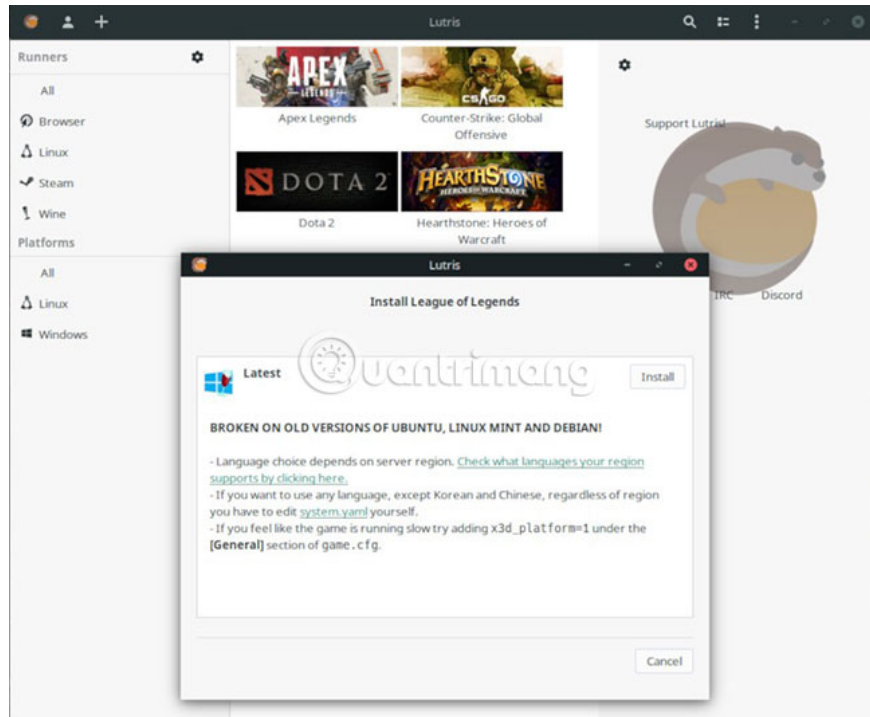 Lutris
Runners
All
Browser
Linux
Steam
Wine
Platforms
All
Linux
Windows
APEX
LEGENDS
Apex Legends
CS:GO
Counter-Strike: Global
Offensive
DOTA 2
Dota 2
HEARTHSTONE
HEROES OF WARCRAFT
Hearthstone: Heroes of
Warcraft
Support Lutris!
IRC
Discord
Lutris
Install League of Legends
Quantrimang
Latest
Install
BROKEN ON OLD VERSIONS OF UBUNTU, LINUX MINT AND DEBIAN!
- Language choice depends on server region. Check what languages your region
supports by clicking here.
- If you want to use any language, except Korean and Chinese, regardless of region
you have to edit system.yaml yourself.
- If you feel like the game is running slow try adding x3d_platform=1 under the
[General] section of game.cfg.
Cancel